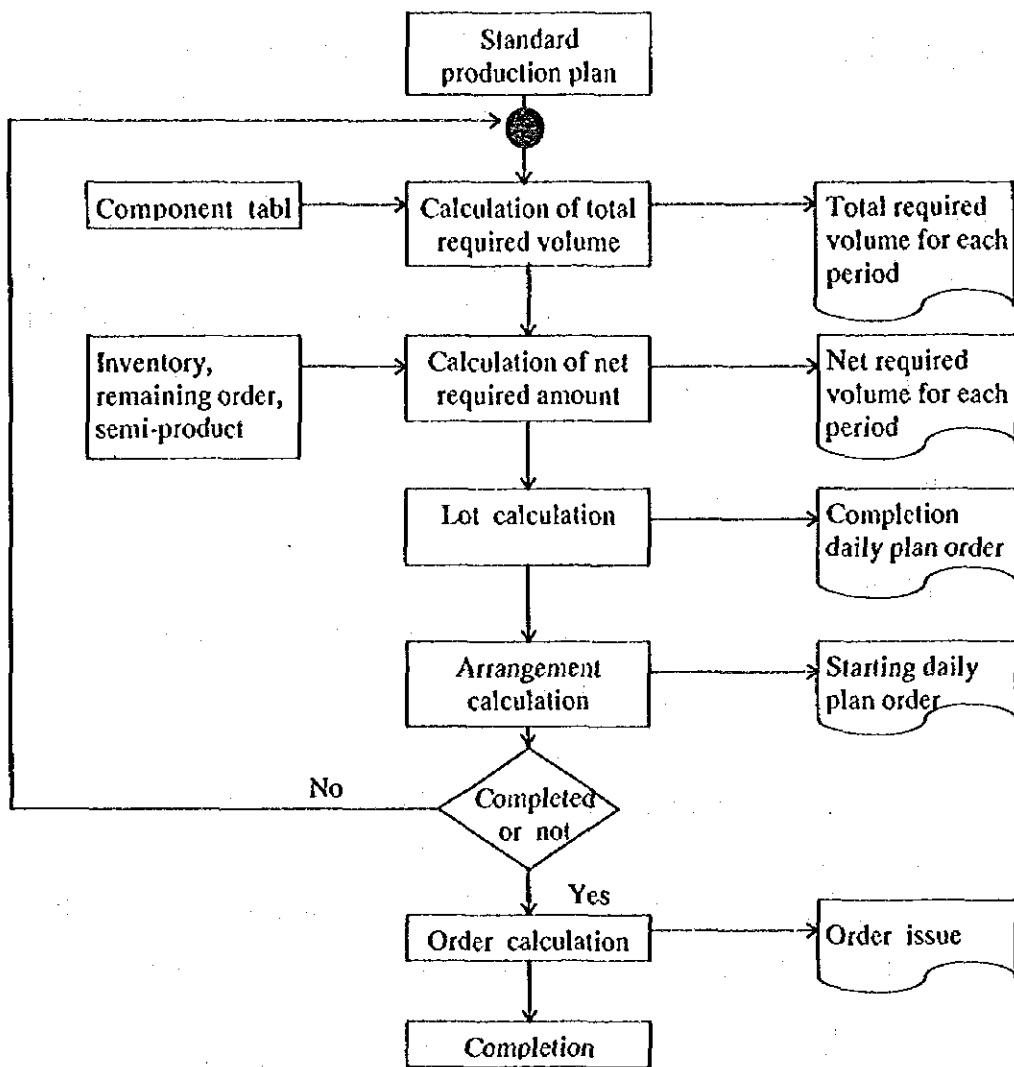 Standard
production plan
Component tabl
Calculation of total
required volume
Total required
volume for each
period
Inventory,
remaining order,
semi-product
Calculation of net
required amount
Net required
volume for each
period
Lot calculation
Completion
daily plan order
Arrangement
calculation
Starting daily
plan order
No
Completed
or not
Yes
Order calculation
Order issue
Completion